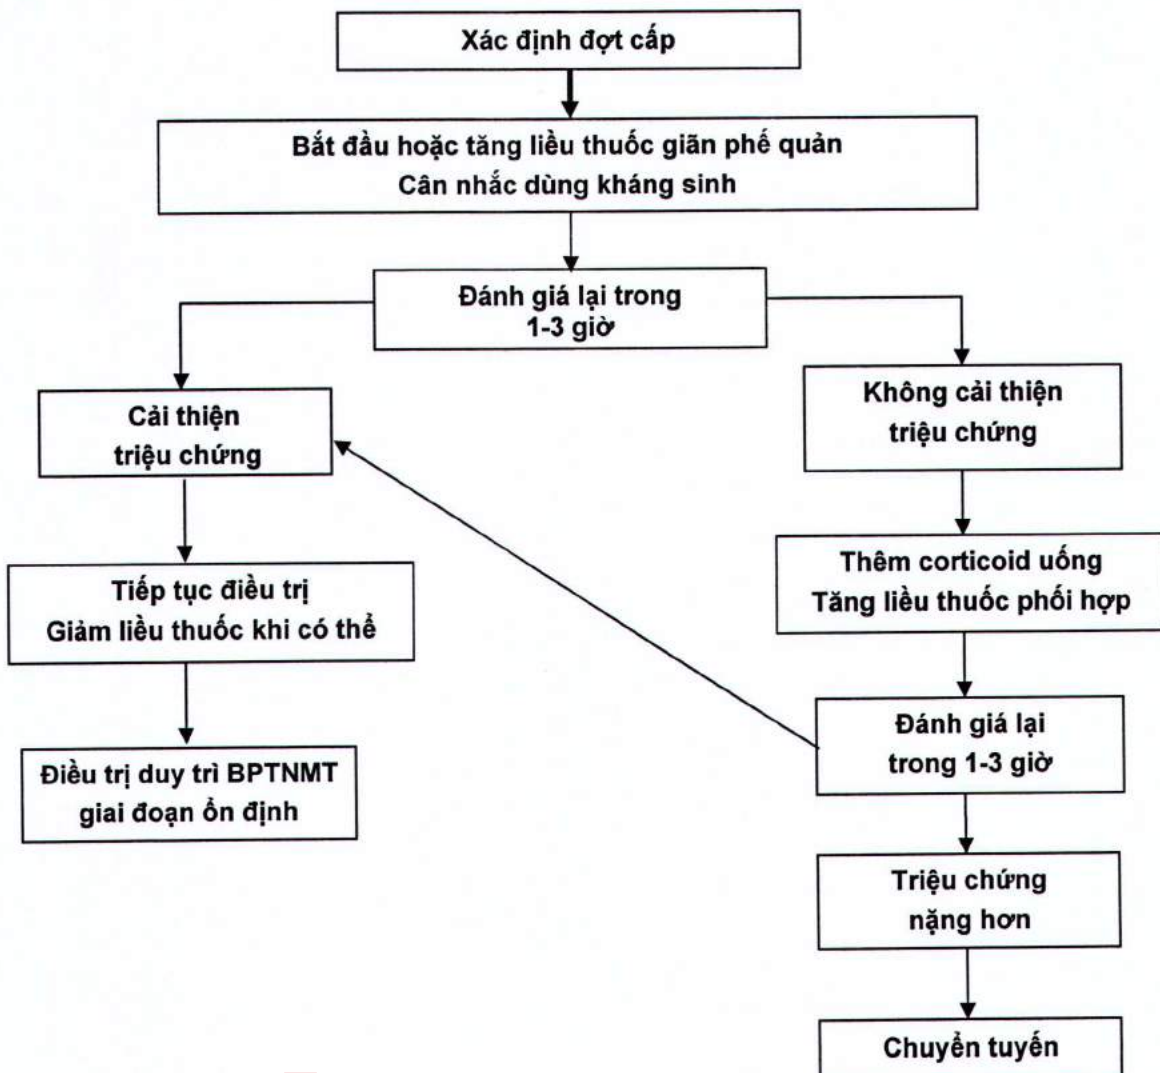 Xác định đợt cấp
Bắt đầu hoặc tăng liều thuốc giãn phế quản
Cân nhắc dùng kháng sinh
Đánh giá lại trong
1-3 giờ
Cải thiện
triệu chứng
Không cải thiện
triệu chứng
Tiếp tục điều trị
Giảm liều thuốc khi có thể
Thêm corticoid uống
Tăng liều thuốc phối hợp
Điều trị duy trì BPTNMT
giai đoạn ổn định
Đánh giá lại
trong 1-3 giờ
Triệu chứng
nặng hơn
Chuyển tuyến